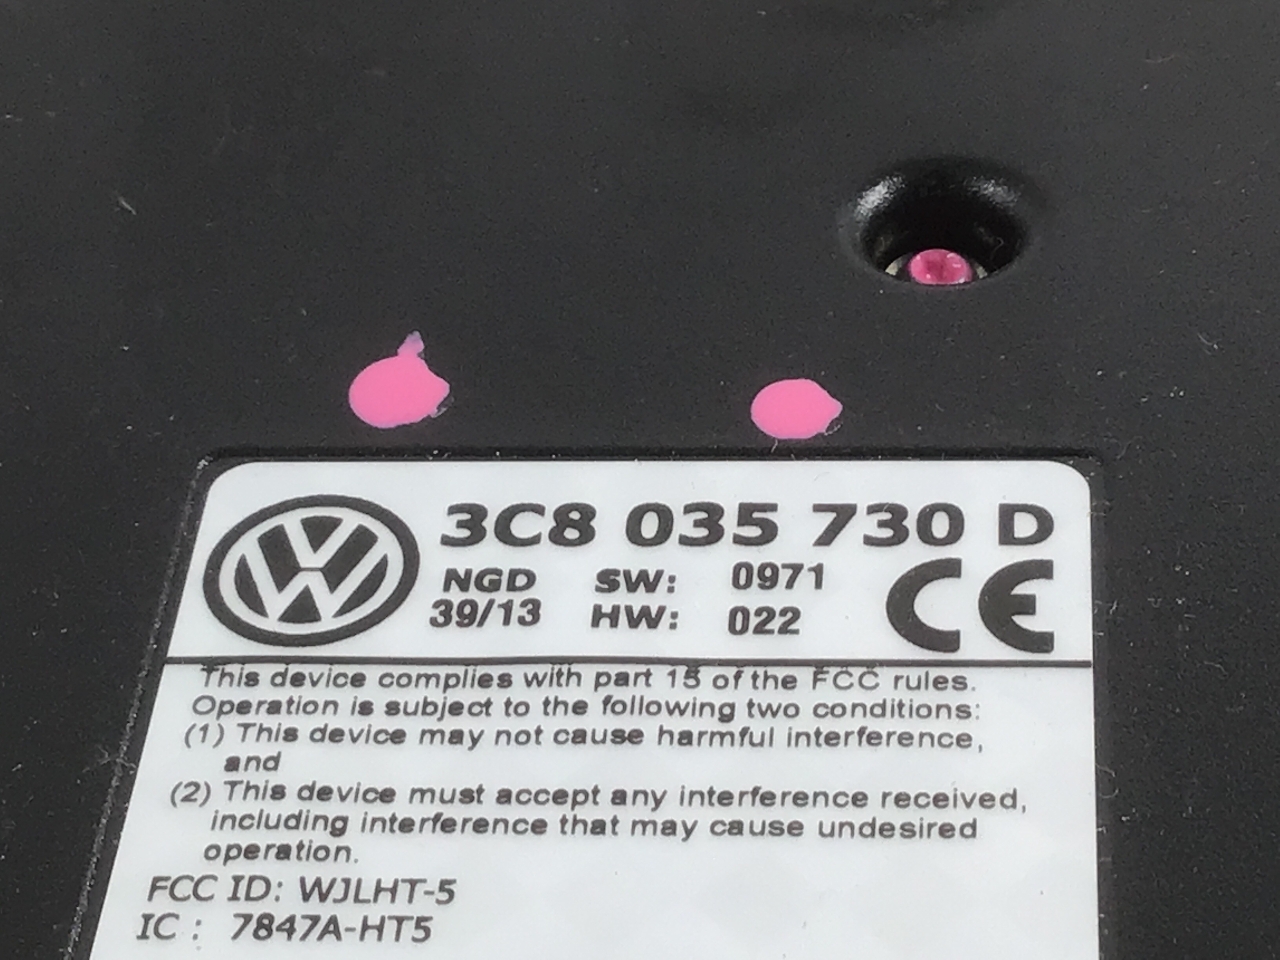 3C8 035 730 D
NGD SW: 0971
39/13 HW: 022
CE
This device complies with part 15 of the FCC rules.
Operation is subject to the following two conditions:
(1) This device may not cause harmful interference,
and
(2) This device must accept any interference received,
including interference that may cause undesired
operation.
FCC ID: WJLHT-5
IC : 7847A-HT5